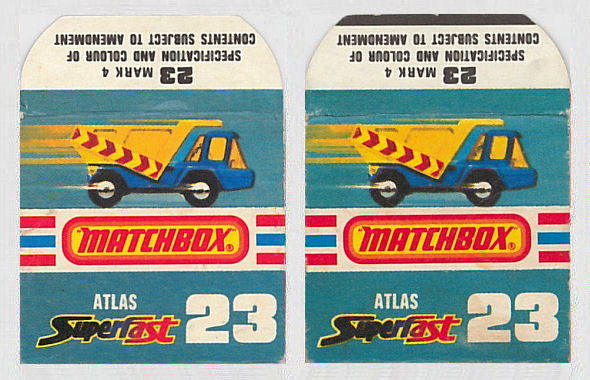 SPECIFICATION AND COLOUR OF
CONTENTS SUBJECT TO AMENDMENT
23 MARK 4
MATCHBOX®
ATLAS
Superfast 23
SPECIFICATION AND COLOUR OF
CONTENTS SUBJECT TO AMENDMENT
23 MARK 4
MATCHBOX®
ATLAS
Superfast 23